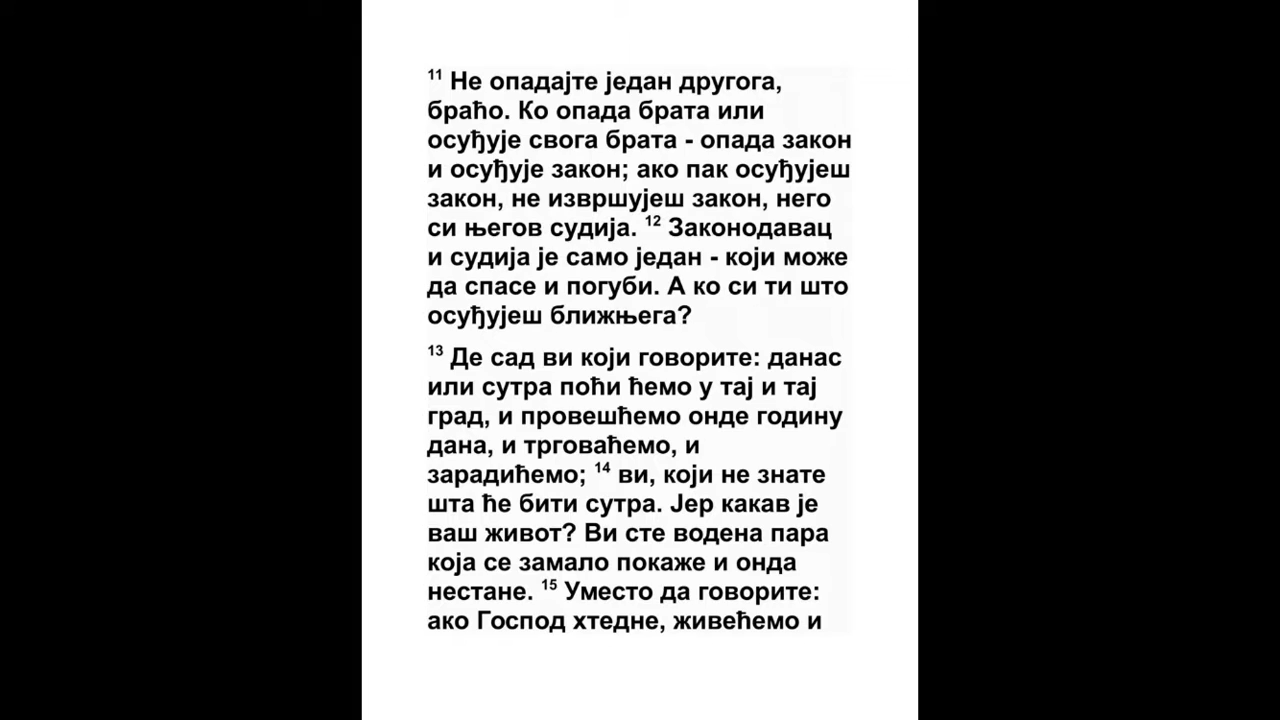 11 Не опадајте један другога,
браћо. Ко опада брата или
осуђује свога брата - опада закон
и осуђује закон; ако пак осуђујеш
закон, не извршујеш закон, него
си његов судија. 12 Законодавац
и судија је само један - који може
да спасе и погуби. А ко си ти што
осуђујеш ближњега?
13 Де сад ви који говорите: данас
или сутра поћи ћемо у тај и тај
град, и провешћемо онде годину
дана, и трговаћемо, и
зарадићемо; 14 ви, који не знате
шта ће бити сутра. Јер какав је
ваш живот? Ви сте водена пара
која се замало покаже и онда
нестане. 15 Уместо да говорите:
ако Господ хтедне, живећемо и